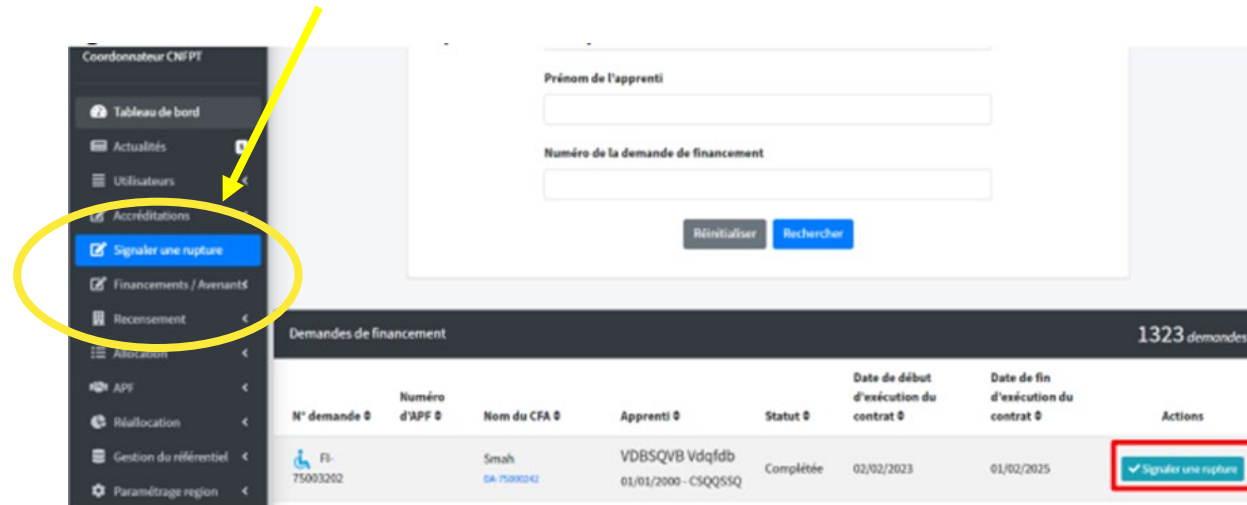 Coordonnateur CNFPT
Tableau de bord
Actualités
Utilisateurs
Accréditations
Signaler une rupture
Financements / Avenants
Recensement
Allocation
APF
Réallocation
Gestion du référentiel
Paramétrage region
Prénom de l'apprenti
Numéro de la demande de financement
Réinitialiser Rechercher
Demandes de financement 1323 demandes
N° demande Numéro d'APF Nom du CFA Apprenti Statut Date de début d'exécution du contrat Date de fin d'exécution du contrat Actions
FI-75003202 Smah DA-75000242 VDBSQVB Vdqfdb 01/01/2000 - CSQQSSQ Complétée 02/02/2023 01/02/2025 Signaler une rupture